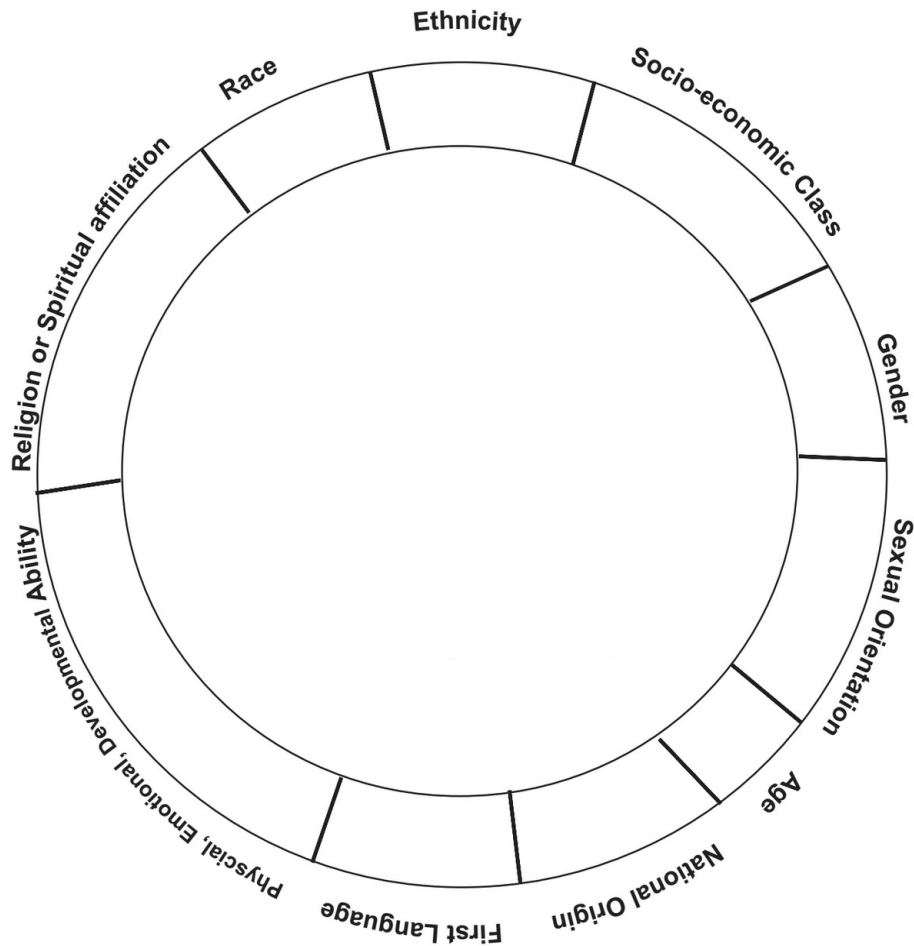 Ethnicity
Socio-economic Class
Gender
Sexual Orientation
Age
National Origin
First Language
Physcial, Emotional, Developmental Ability
Religion or Spiritual affiliation
Race